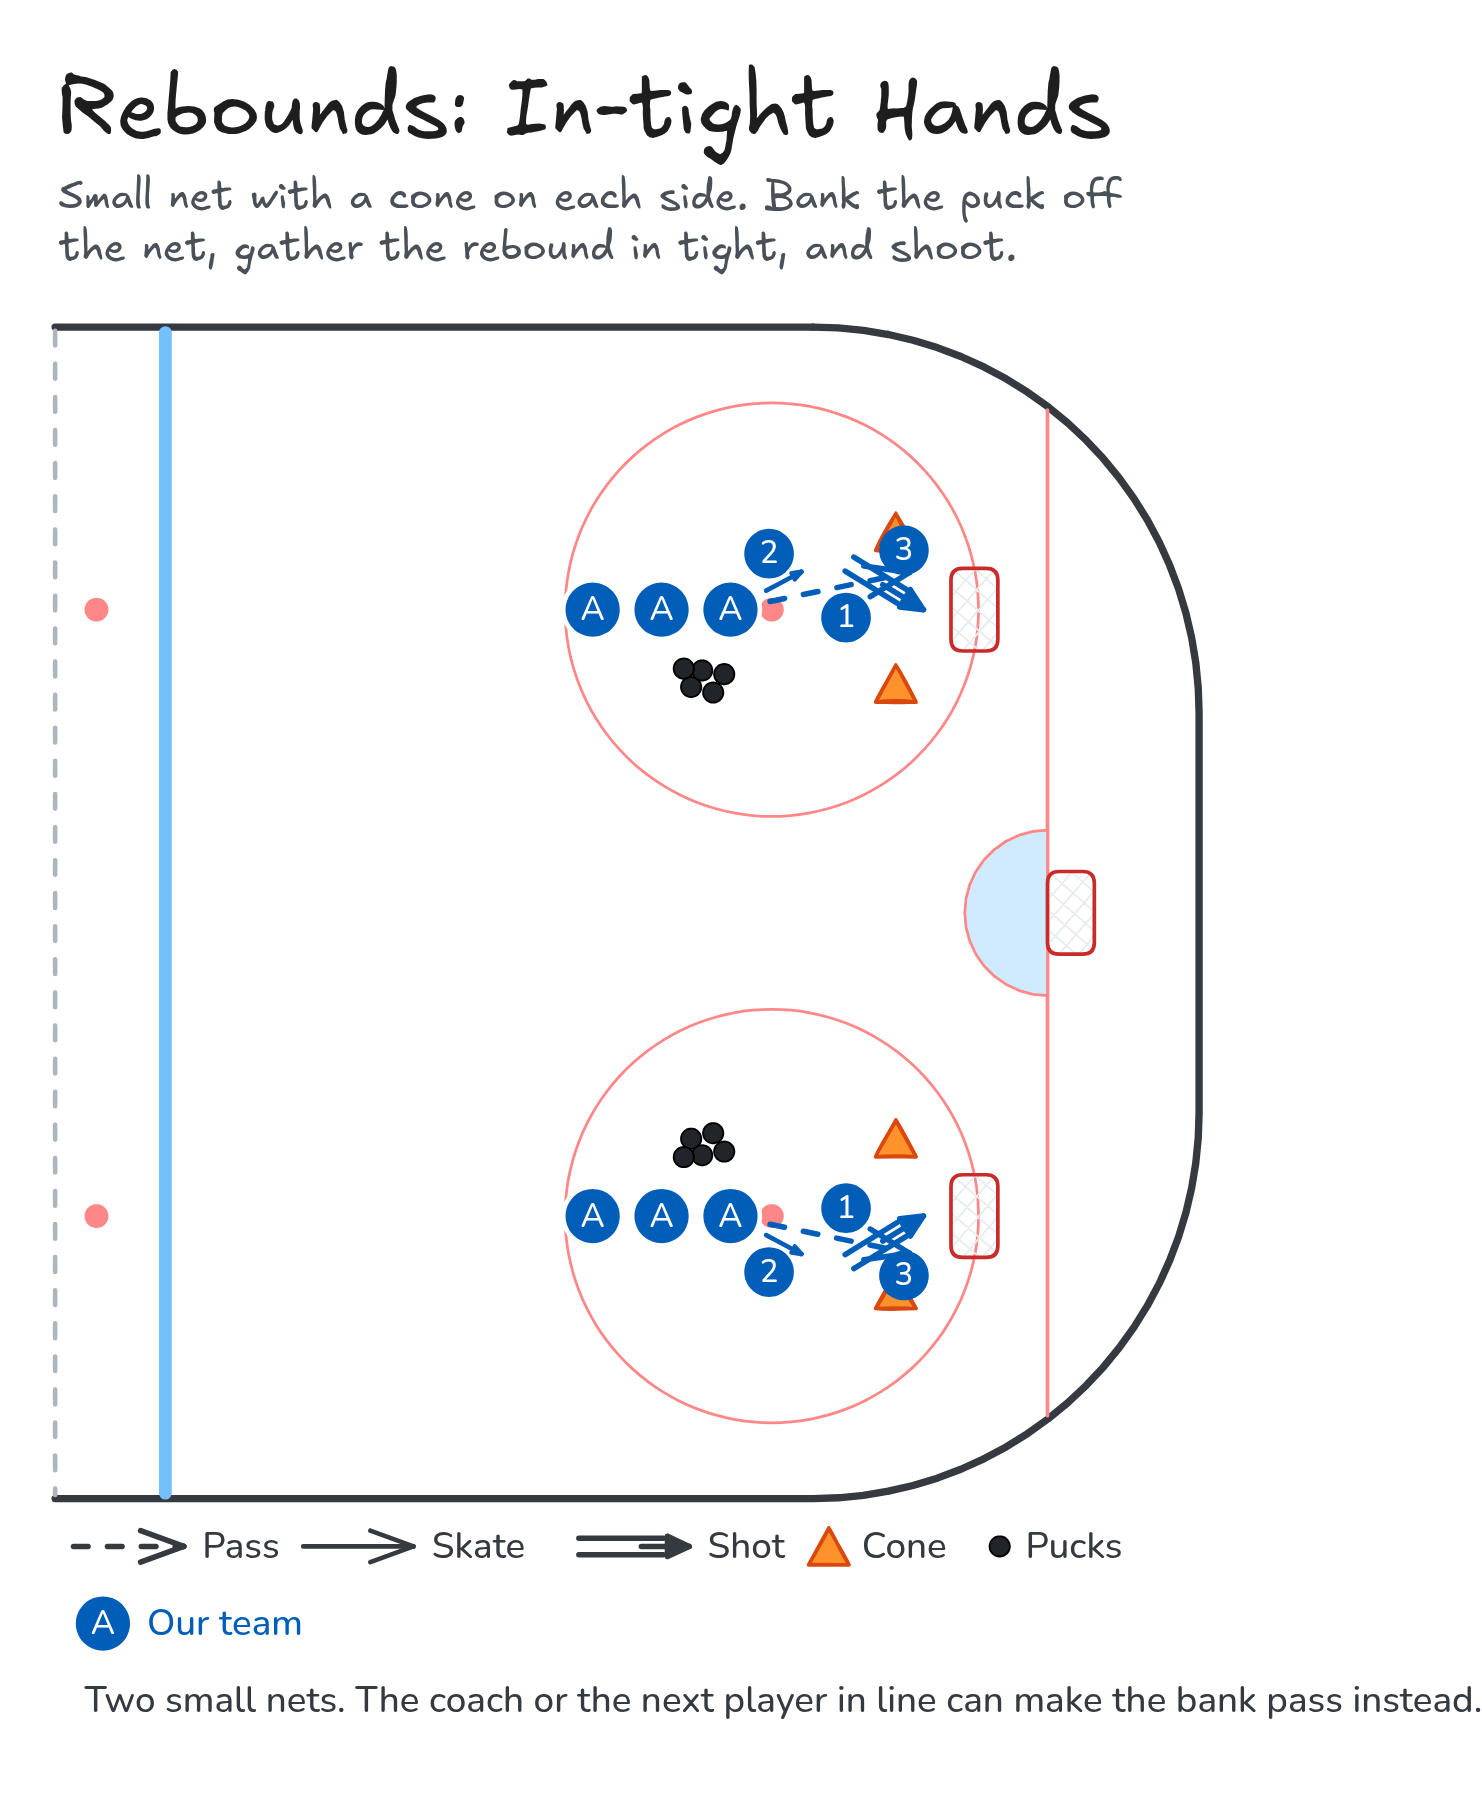 Rebounds: In-tight Hands
Small net with a cone on each side. Bank the puck off
the net, gather the rebound in tight, and shoot.
2
3
A A A
1
A A A
1
2
3
Pass Skate Shot Cone Pucks
A Our team
Two small nets. The coach or the next player in line can make the bank pass instead.